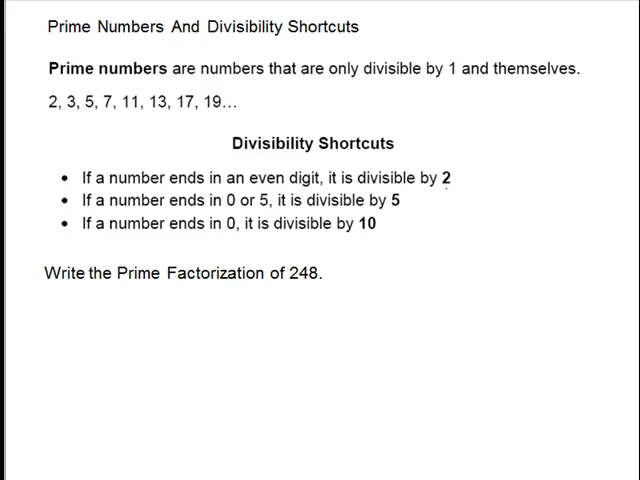 Prime Numbers And Divisibility Shortcuts
Prime numbers are numbers that are only divisible by 1 and themselves.
2, 3, 5, 7, 11, 13, 17, 19...
Divisibility Shortcuts
• If a number ends in an even digit, it is divisible by 2
• If a number ends in 0 or 5, it is divisible by 5
• If a number ends in 0, it is divisible by 10
Write the Prime Factorization of 248.